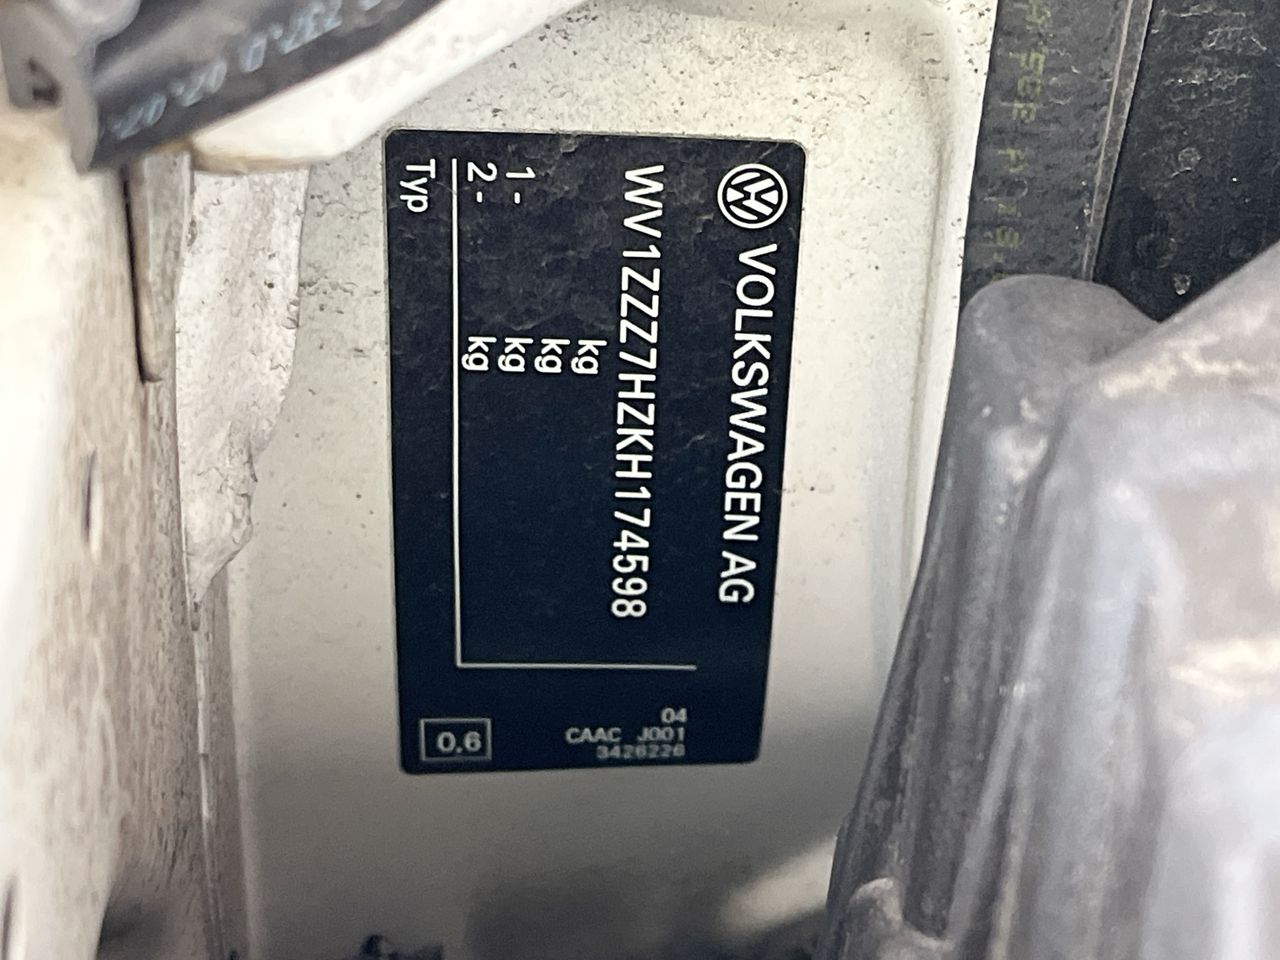 VOLKSWAGEN AG
WV1ZZZ7HZKH174598
kg
kg
1- kg
2- kg
Typ
04
CAAC J001
3426226
0.6